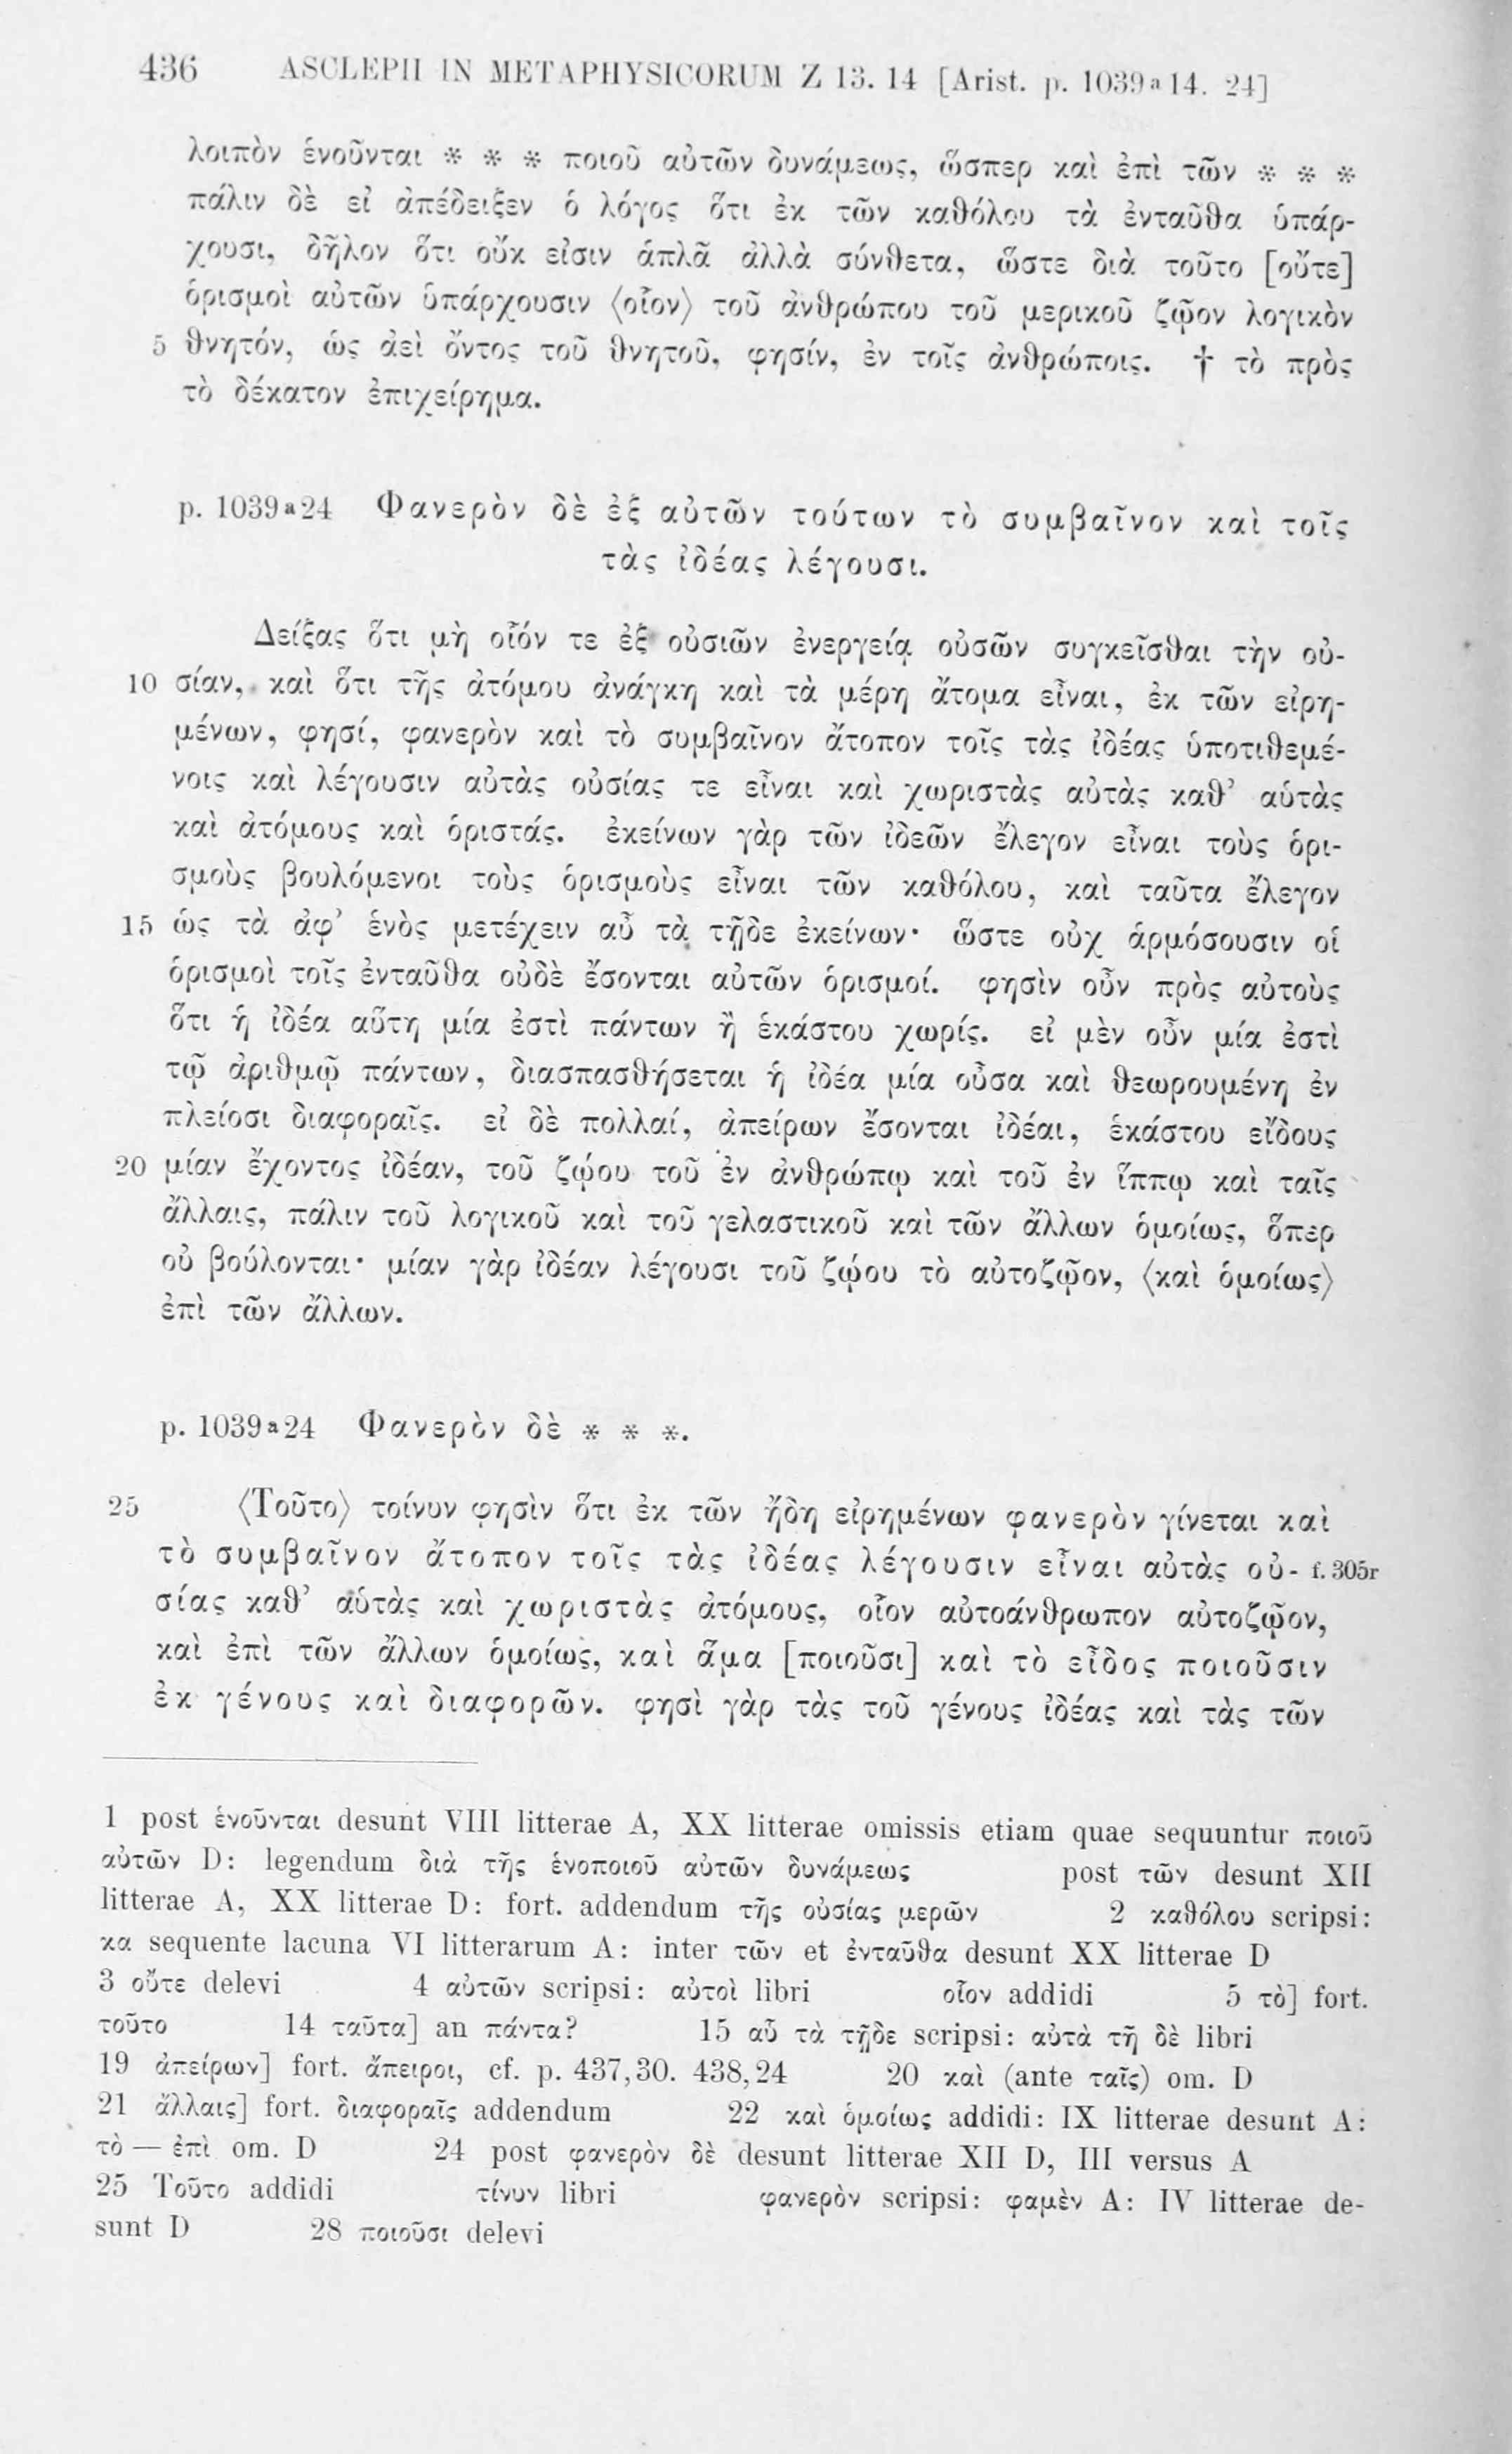 436 ASCLEPII IN METAPHYSICORUM Z 13. 14 [Arist. p. 1039ᵃ14. 24]
λοιπὸν ἑνοῦνται * * * ποιοῦ αὐτῶν δυνάμεως, ὥσπερ καὶ ἐπὶ τῶν * * *
πάλιν δὲ εἰ ἀπέδειξεν ὁ λόγος ὅτι ἐκ τῶν καθόλου τὰ ἐνταῦθα ὑπάρ-
χουσι, δῆλον ὅτι οὔκ εἰσιν ἁπλᾶ ἀλλὰ σύνθετα, ὥστε διὰ τοῦτο [οὔτε]
ὁρισμοὶ αὐτῶν ὑπάρχουσιν ⟨οἷον⟩ τοῦ ἀνθρώπου τοῦ μερικοῦ ζῷον λογικὸν
5 θνητόν, ὡς ἀεὶ ὄντος τοῦ θνητοῦ, φησίν, ἐν τοῖς ἀνθρώποις. † τὸ πρὸς
τὸ δέκατον ἐπιχείρημα.
p. 1039ᵃ24 Φανερὸν δὲ ἐξ αὐτῶν τούτων τὸ συμβαῖνον καὶ τοῖς
τὰς ἰδέας λέγουσι.
Δείξας ὅτι μὴ οἷόν τε ἐξ οὐσιῶν ἐνεργείᾳ οὐσῶν συγκεῖσθαι τὴν οὐ-
10 σίαν, καὶ ὅτι τῆς ἀτόμου ἀνάγκη καὶ τὰ μέρη ἄτομα εἶναι, ἐκ τῶν εἰρη-
μένων, φησί, φανερὸν καὶ τὸ συμβαῖνον ἄτοπον τοῖς τὰς ἰδέας ὑποτιθεμέ-
νοις καὶ λέγουσιν αὐτὰς οὐσίας τε εἶναι καὶ χωριστὰς αὐτὰς καθ’ αὑτὰς
καὶ ἀτόμους καὶ ὁριστάς. ἐκείνων γὰρ τῶν ἰδεῶν ἔλεγον εἶναι τοὺς ὁρι-
σμοὺς βουλόμενοι τοὺς ὁρισμοὺς εἶναι τῶν καθόλου, καὶ ταῦτα ἔλεγον
15 ὡς τὰ ἀφ’ ἑνὸς μετέχειν αὖ τὰ τῇδε ἐκείνων· ὥστε οὐχ ἁρμόσουσιν οἱ
ὁρισμοὶ τοῖς ἐνταῦθα οὐδὲ ἔσονται αὐτῶν ὁρισμοί. φησὶν οὖν πρὸς αὐτοὺς
ὅτι ἡ ἰδέα αὕτη μία ἐστὶ πάντων ἢ ἑκάστου χωρίς. εἰ μὲν οὖν μία ἐστὶ
τῷ ἀριθμῷ πάντων, διασπασθήσεται ἡ ἰδέα μία οὖσα καὶ θεωρουμένη ἐν
πλείοσι διαφοραῖς. εἰ δὲ πολλαί, ἀπείρων ἔσονται ἰδέαι, ἑκάστου εἴδους
20 μίαν ἔχοντος ἰδέαν, τοῦ ζῴου τοῦ ἐν ἀνθρώπῳ καὶ τοῦ ἐν ἵππῳ καὶ ταῖς
ἄλλαις, πάλιν τοῦ λογικοῦ καὶ τοῦ γελαστικοῦ καὶ τῶν ἄλλων ὁμοίως, ὅπερ
οὐ βούλονται· μίαν γὰρ ἰδέαν λέγουσι τοῦ ζῴου τὸ αὐτοζῷον, ⟨καὶ ὁμοίως⟩
ἐπὶ τῶν ἄλλων.
p. 1039ᵃ24 Φανερὸν δὲ * * *.
25 ⟨Τοῦτο⟩ τοίνυν φησὶν ὅτι ἐκ τῶν ἤδη εἰρημένων φανερὸν γίνεται καὶ
τὸ συμβαῖνον ἄτοπον τοῖς τὰς ἰδέας λέγουσιν εἶναι αὐτὰς οὐ- f. 305r
σίας καθ’ αὑτὰς καὶ χωριστὰς ἀτόμους, οἷον αὐτοάνθρωπον αὐτοζῷον,
καὶ ἐπὶ τῶν ἄλλων ὁμοίως, καὶ ἅμα [ποιοῦσι] καὶ τὸ εἶδος ποιοῦσιν
ἐκ γένους καὶ διαφορῶν. φησὶ γὰρ τὰς τοῦ γένους ἰδέας καὶ τὰς τῶν
1 post ἑνοῦνται desunt VIII litterae A, XX litterae omissis etiam quae sequuntur ποιοῦ
αὐτῶν D: legendum διὰ τῆς ἑνοποιοῦ αὐτῶν δυνάμεως post τῶν desunt XII
litterae A, XX litterae D: fort. addendum τῆς οὐσίας μερῶν 2 καθόλου scripsi:
κα sequente lacuna VI litterarum A: inter τῶν et ἐνταῦθα desunt XX litterae D
3 οὔτε delevi 4 αὐτῶν scripsi: αὐτοὶ libri οἷον addidi 5 τὸ] fort.
τοῦτο 14 ταῦτα] an πάντα? 15 αὖ τὰ τῇδε scripsi: αὐτὰ τῇ δὲ libri
19 ἀπείρων] fort. ἄπειροι, cf. p. 437,30. 438,24 20 καὶ (ante ταῖς) om. D
21 ἄλλαις] fort. διαφοραῖς addendum 22 καὶ ὁμοίως addidi: IX litterae desunt A:
τὸ — ἐπὶ om. D 24 post φανερὸν δὲ desunt litterae XII D, III versus A
25 Τοῦτο addidi τίνυν libri φανερὸν scripsi: φαμὲν A: IV litterae de-
sunt D 28 ποιοῦσι delevi